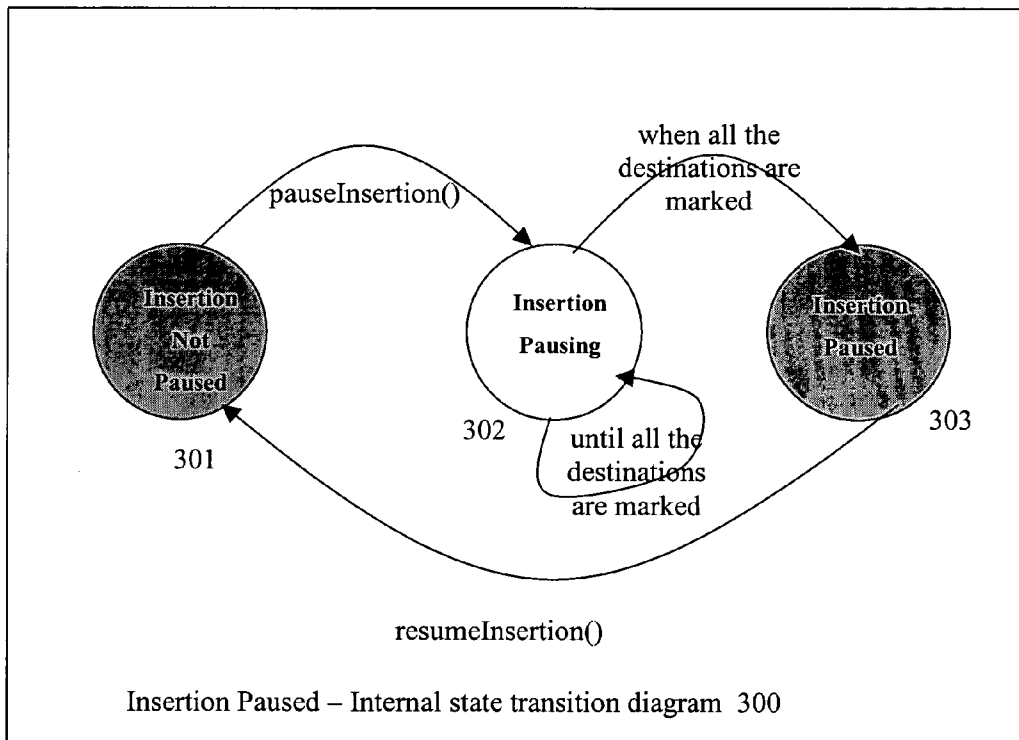 when all the
destinations are
marked
pauseInsertion()
Insertion
Not
Paused
Insertion
Pausing
Insertion
Paused
301
302
303
until all the
destinations
are marked
resumeInsertion()
Insertion Paused – Internal state transition diagram 300